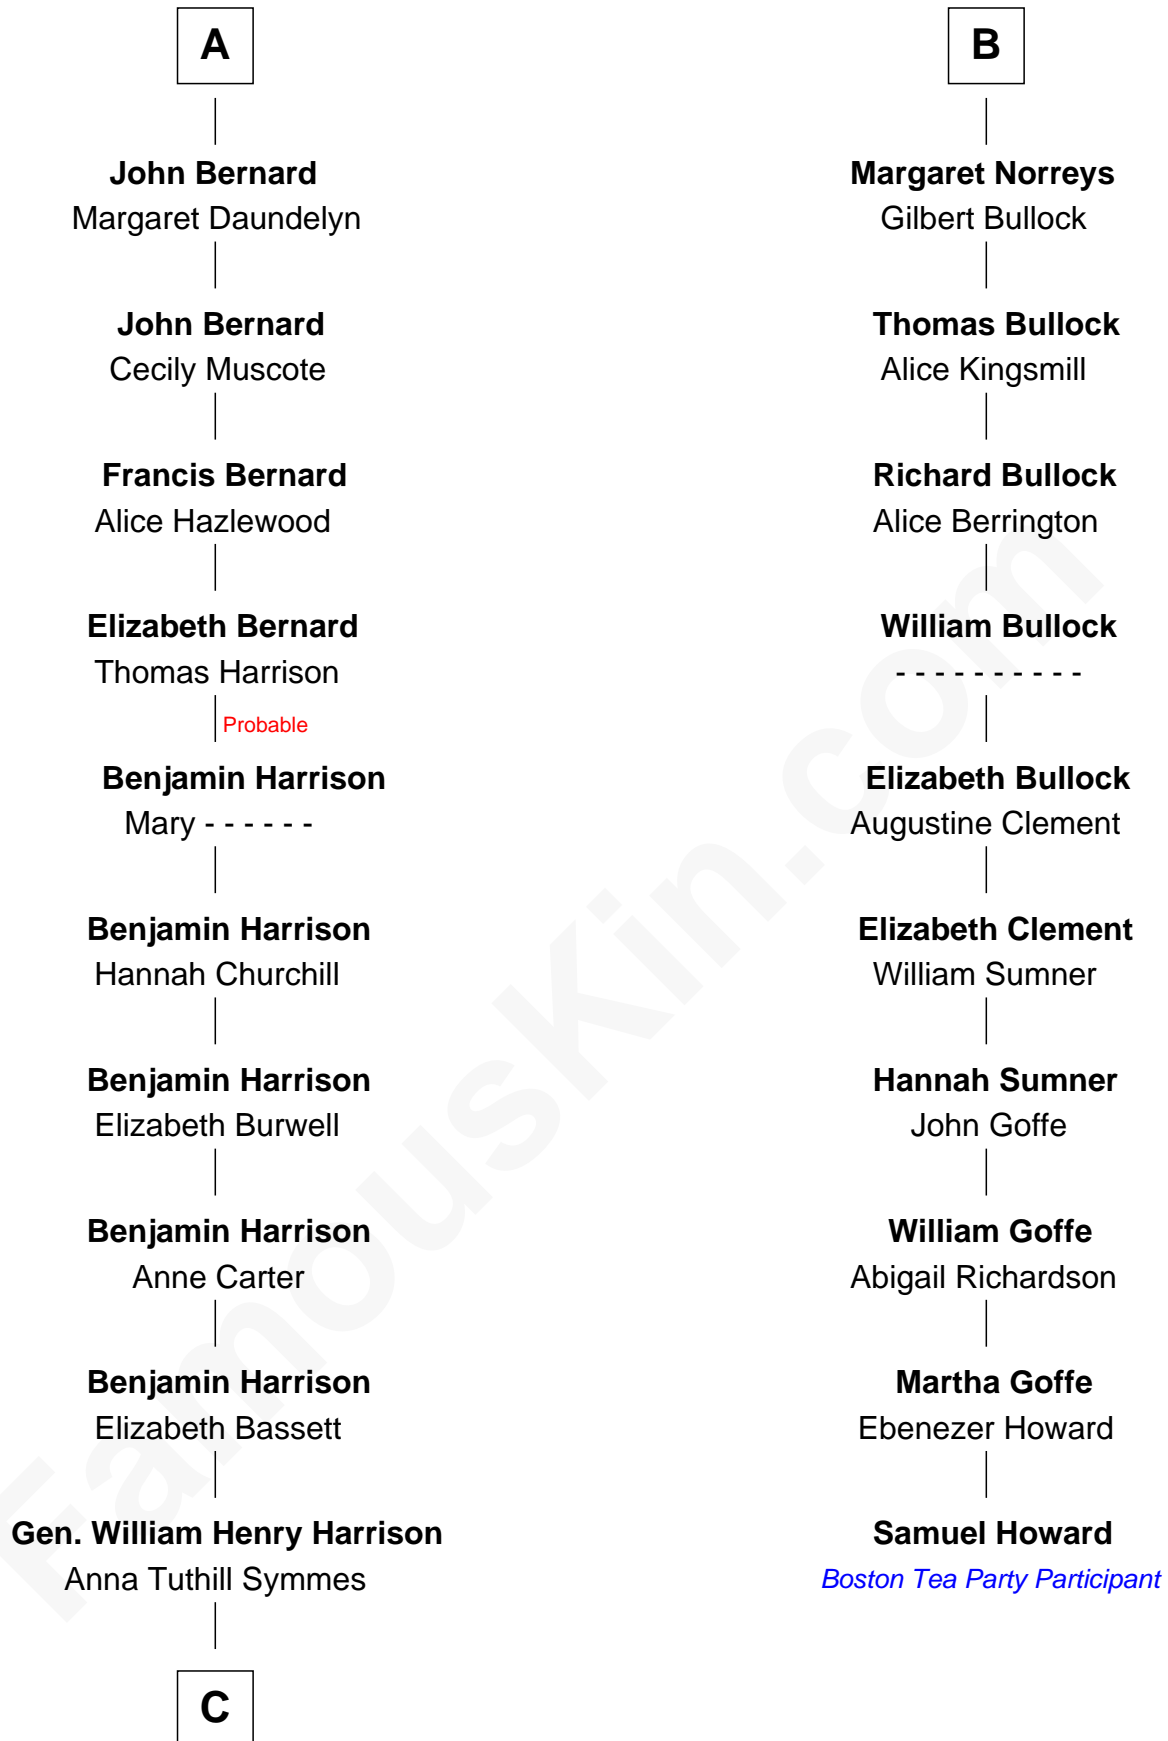 A
John Bernard
Margaret Daundelyn
John Bernard
Cecily Muscote
Francis Bernard
Alice Hazlewood
Elizabeth Bernard
Thomas Harrison
Probable
Benjamin Harrison
Mary - - - - - -
Benjamin Harrison
Hannah Churchill
Benjamin Harrison
Elizabeth Burwell
Benjamin Harrison
Anne Carter
Benjamin Harrison
Elizabeth Bassett
Gen. William Henry Harrison
Anna Tuthill Symmes
C
B
Margaret Norreys
Gilbert Bullock
Thomas Bullock
Alice Kingsmill
Richard Bullock
Alice Berrington
William Bullock
- - - - - - - - - -
Elizabeth Bullock
Augustine Clement
Elizabeth Clement
William Sumner
Hannah Sumner
John Goffe
William Goffe
Abigail Richardson
Martha Goffe
Ebenezer Howard
Samuel Howard
Boston Tea Party Participant
FamousKin.com